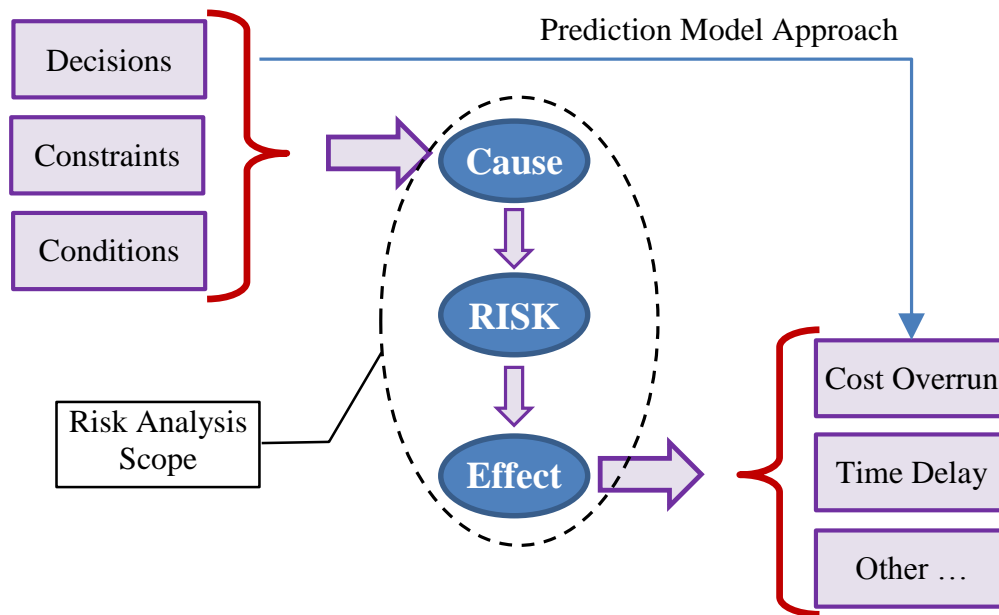 Prediction Model Approach
Decisions
Constraints
Conditions
Cause
RISK
Effect
Risk Analysis
Scope
Cost Overrun
Time Delay
Other …